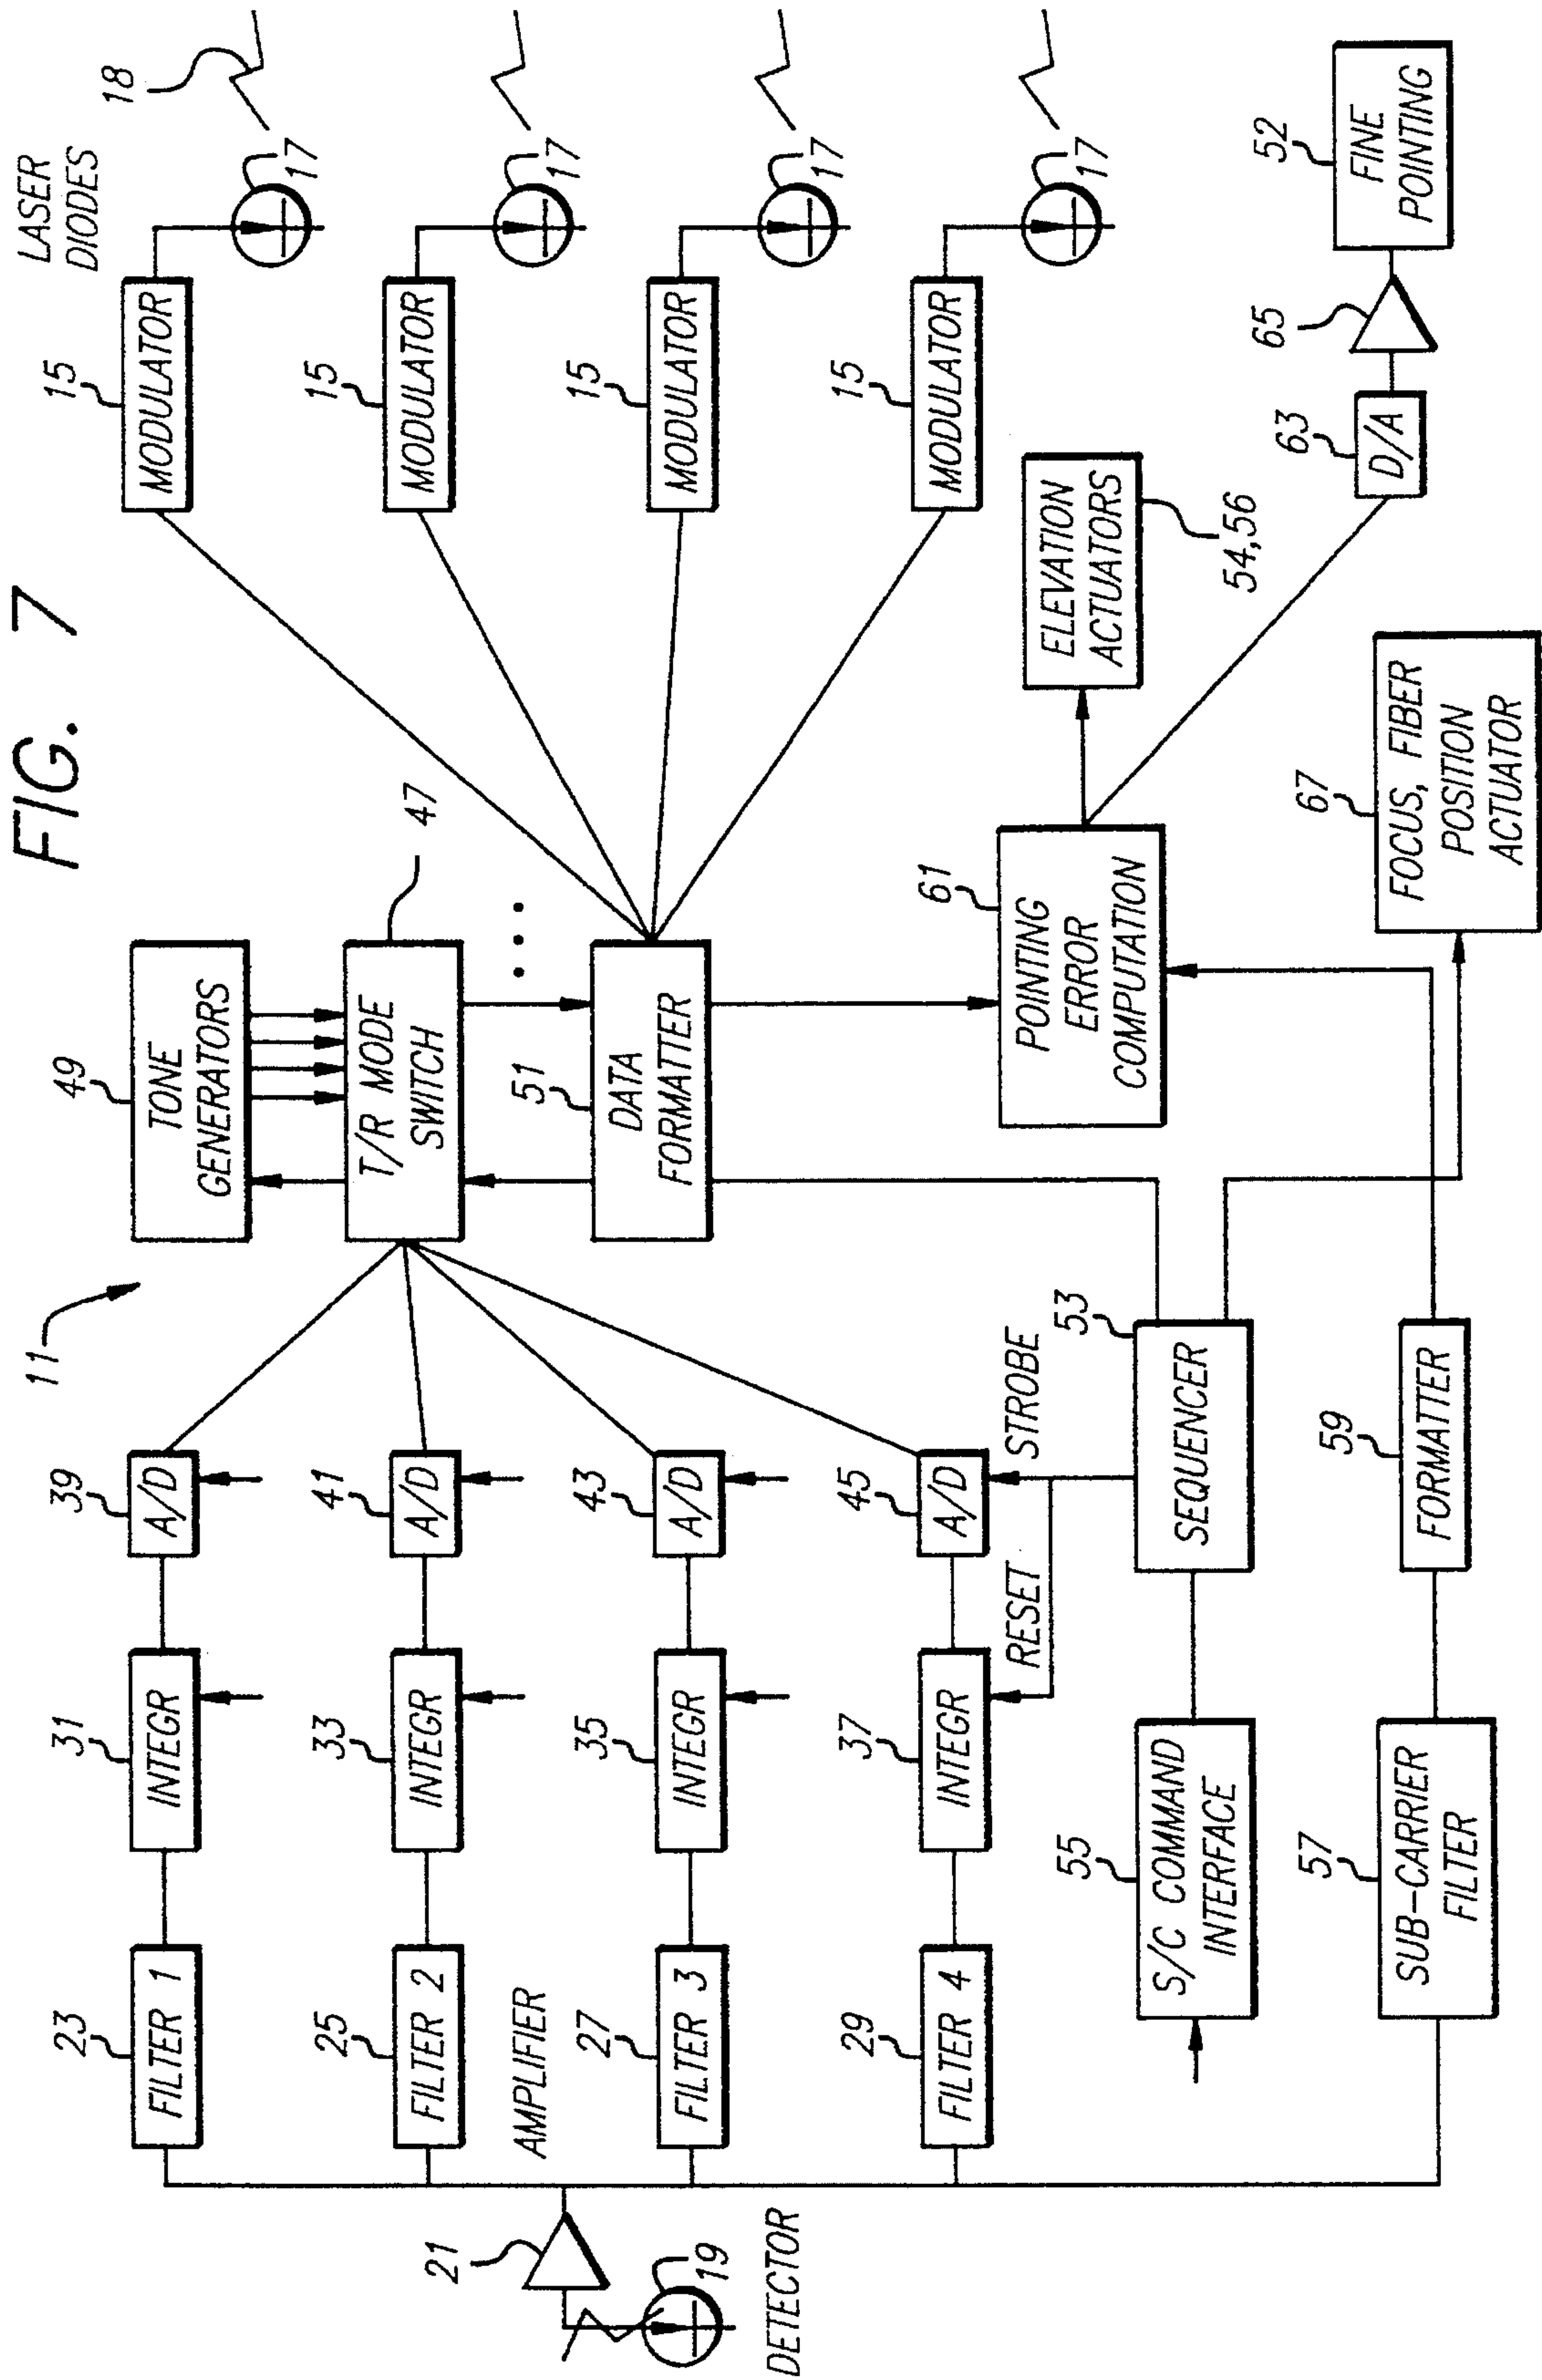 FIG. 7
11
49
TONE
GENERATORS
47
T/R MODE
SWITCH
51
DATA
FORMATTER
LASER
DIODES
18
15
MODULATOR
17
15
MODULATOR
17
15
MODULATOR
17
15
MODULATOR
17
23
FILTER 1
31
INTEGR
39
A/D
25
FILTER 2
33
INTEGR
41
A/D
21
AMPLIFIER
27
FILTER 3
35
INTEGR
43
A/D
19
DETECTOR
29
FILTER 4
37
INTEGR
45
A/D
RESET
STROBE
55
S/C COMMAND
INTERFACE
53
SEQUENCER
57
SUB-CARRIER
FILTER
59
FORMATTER
61
POINTING
ERROR
COMPUTATION
ELEVATION
ACTUATORS
54,56
67
FOCUS, FIBER
POSITION
ACTUATOR
63
D/A
65
52
FINE
POINTING